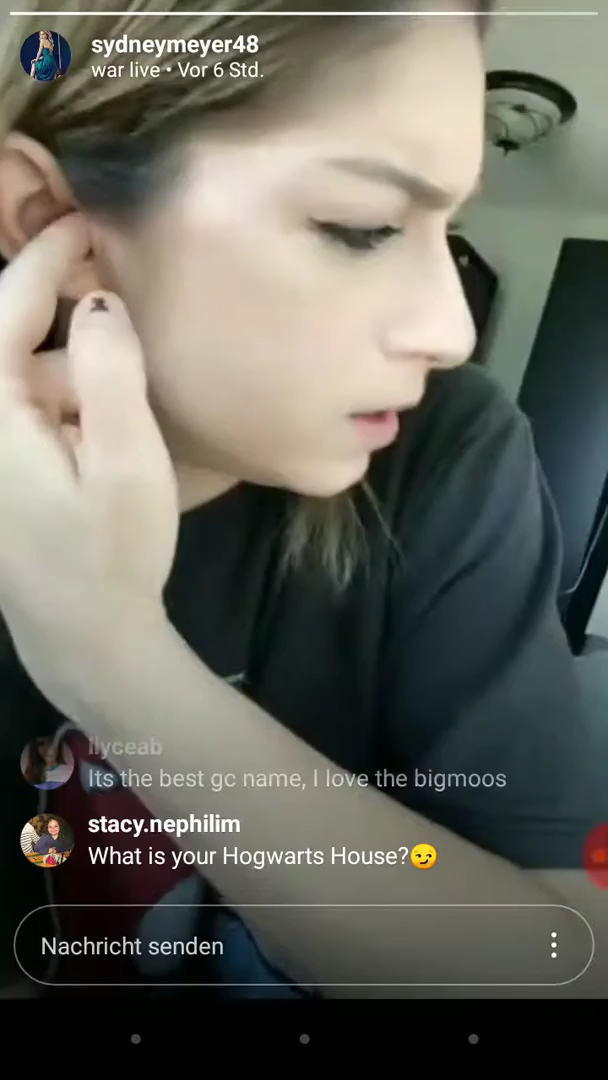 sydneymeyer48
war live • Vor 6 Std.
ilyceab
Its the best gc name, I love the bigmoos
stacy.nephilim
What is your Hogwarts House?😏
Nachricht senden